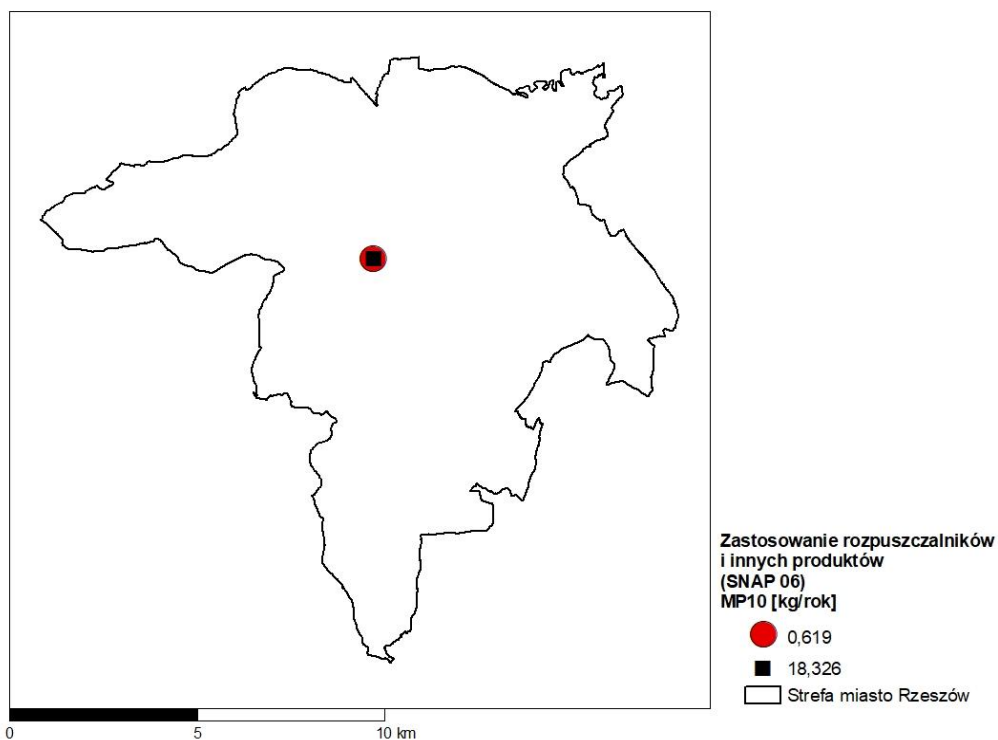 Zastosowanie rozpuszczalników
i innych produktów
(SNAP 06)
MP10 [kg/rok]
0,619
18,326
Strefa miasto Rzeszów
0 5 10 km